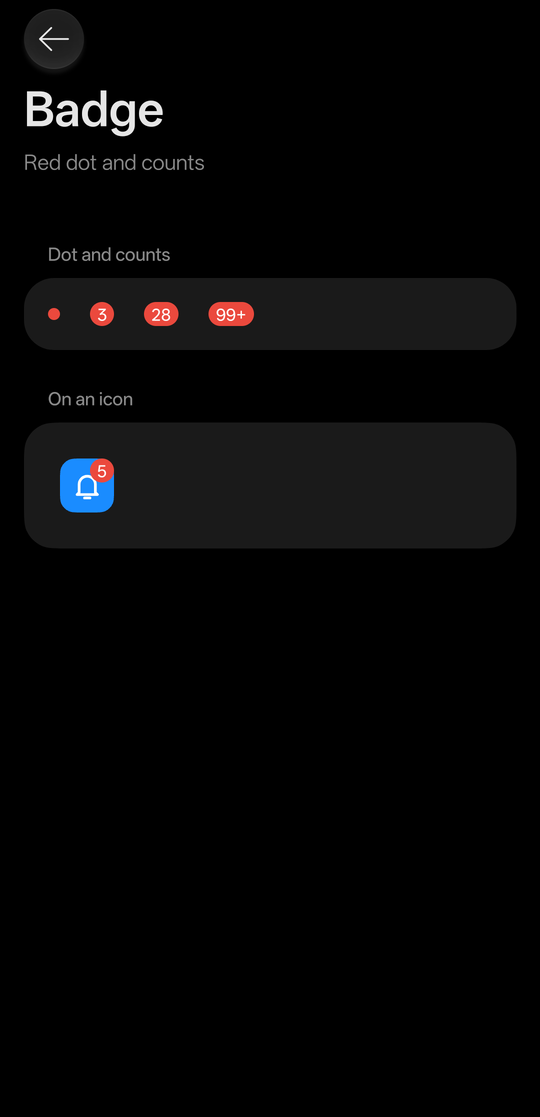 Badge
Red dot and counts
Dot and counts
3 28 99+
On an icon
5